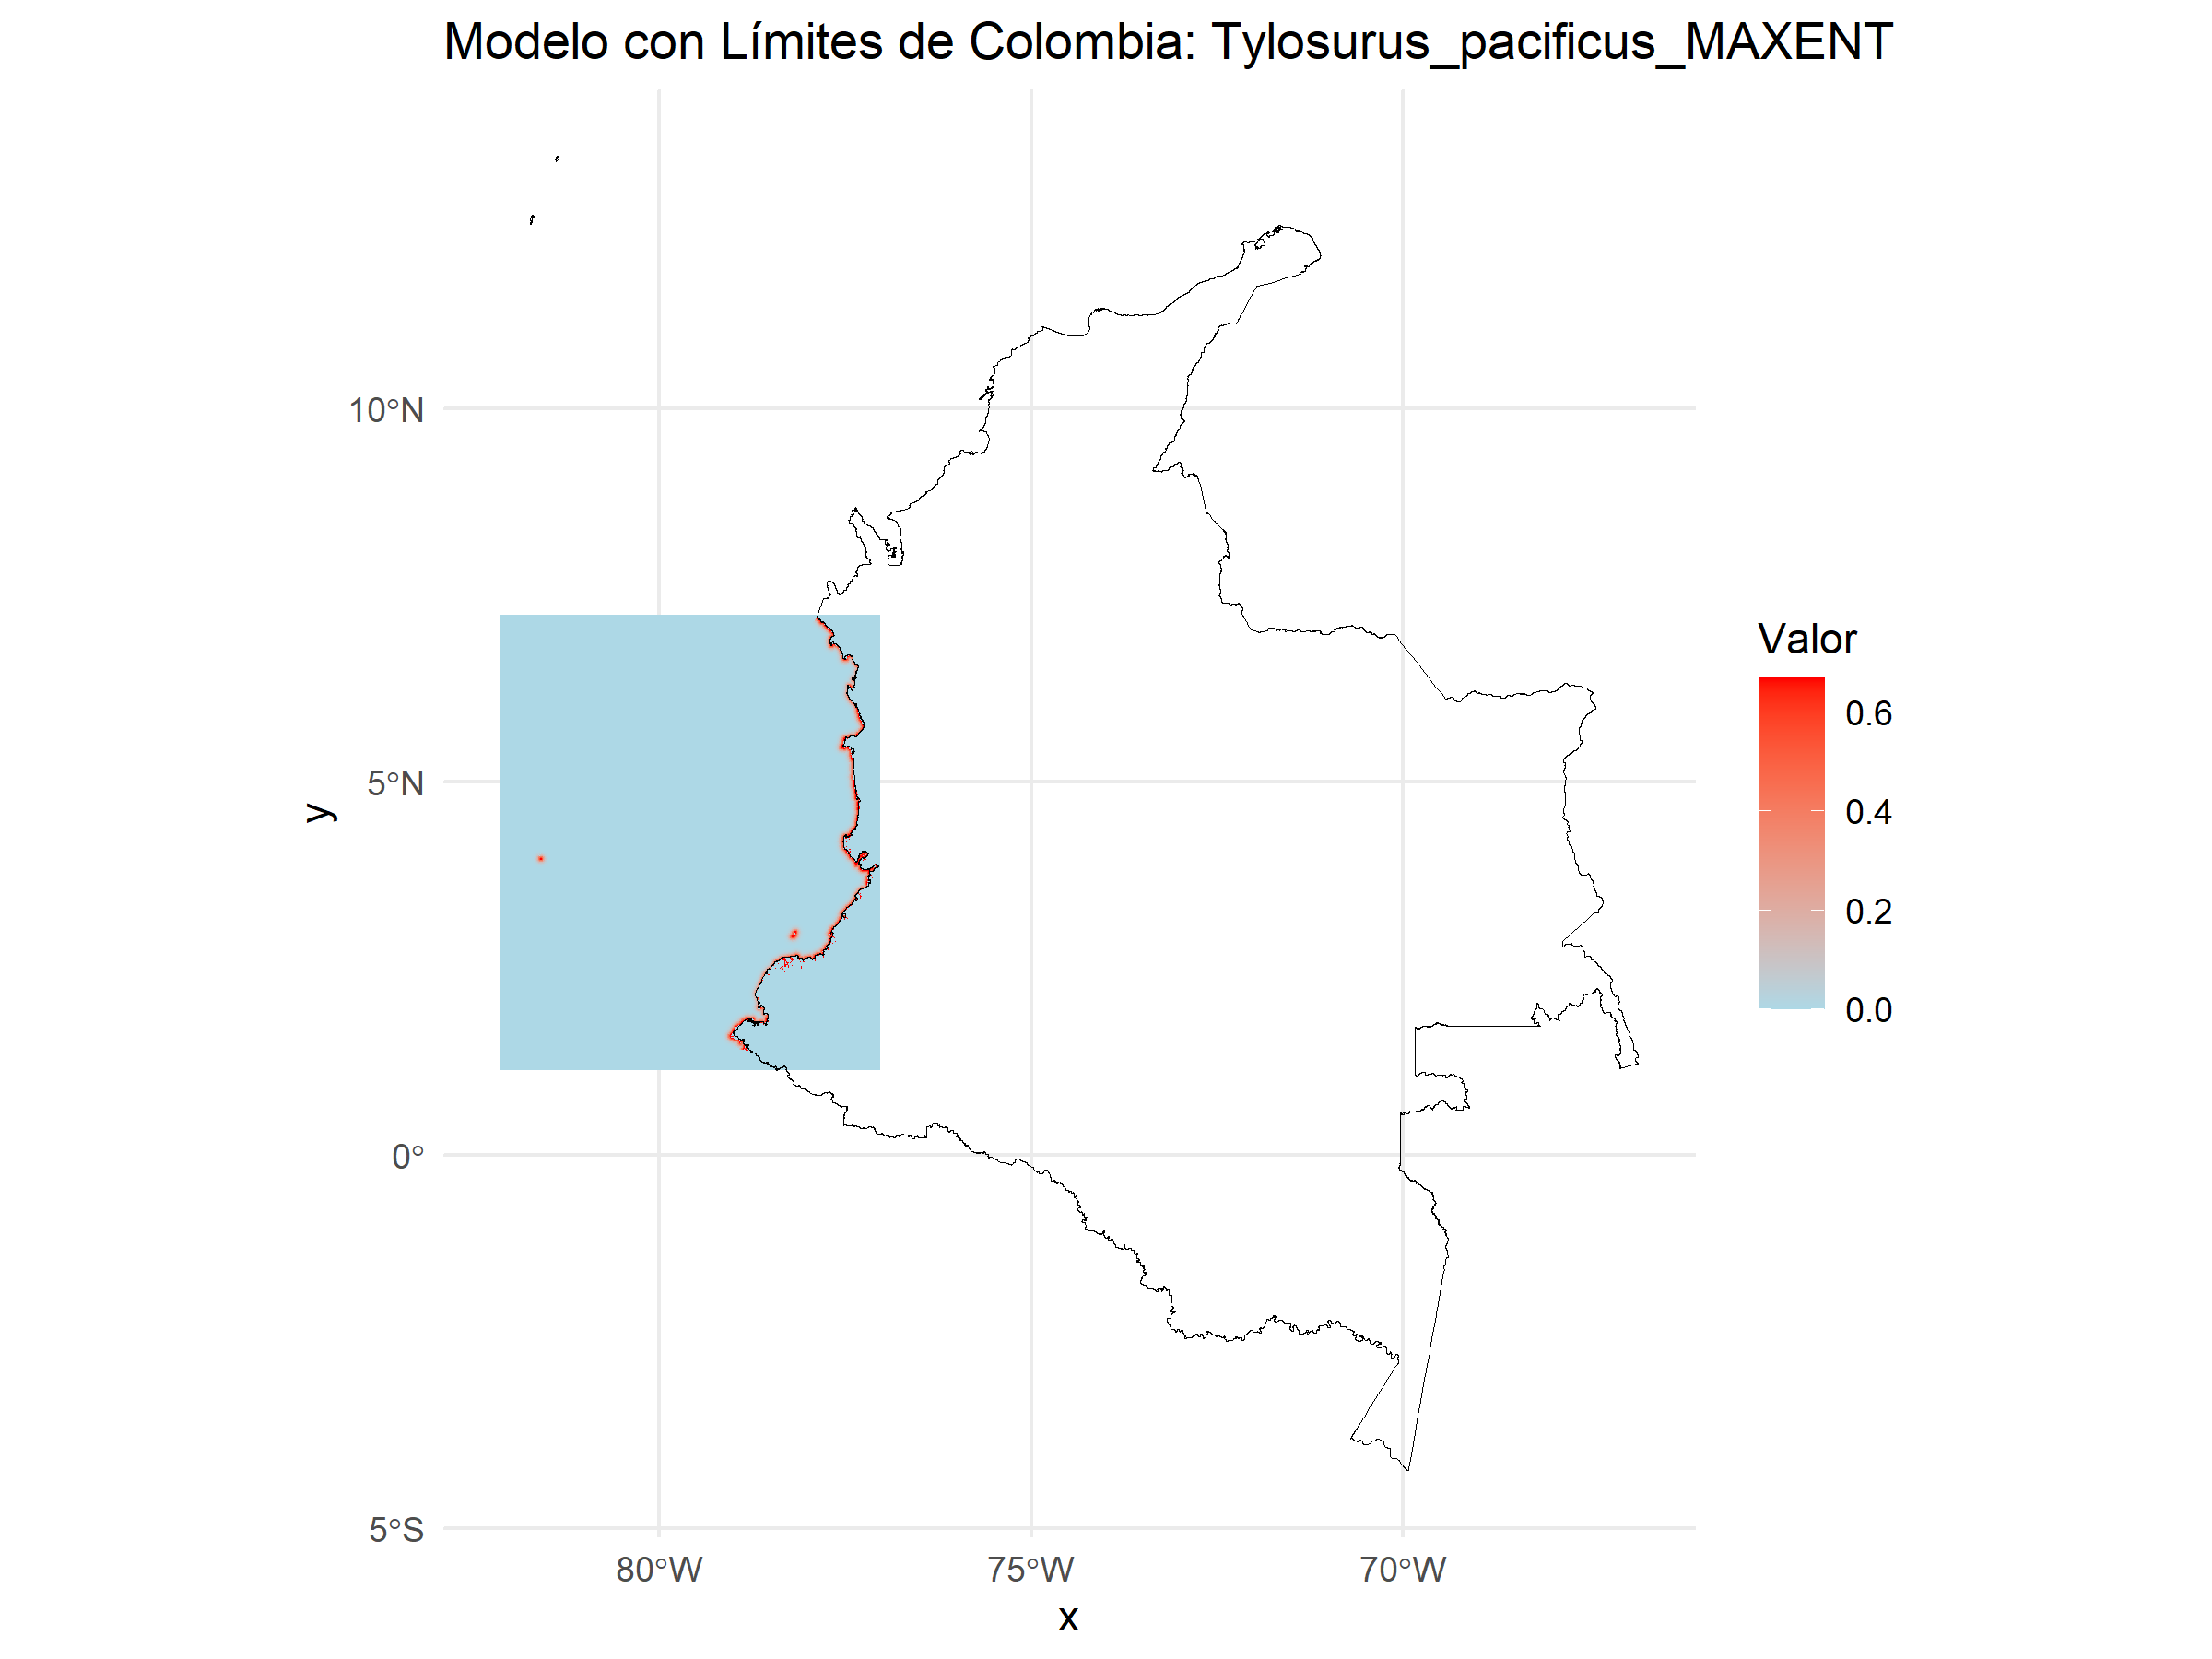 Modelo con Límites de Colombia: Tylosurus_pacificus_MAXENT
10°N
5°N
0°
5°S
y
80°W
75°W
70°W
x
Valor
0.6
0.4
0.2
0.0